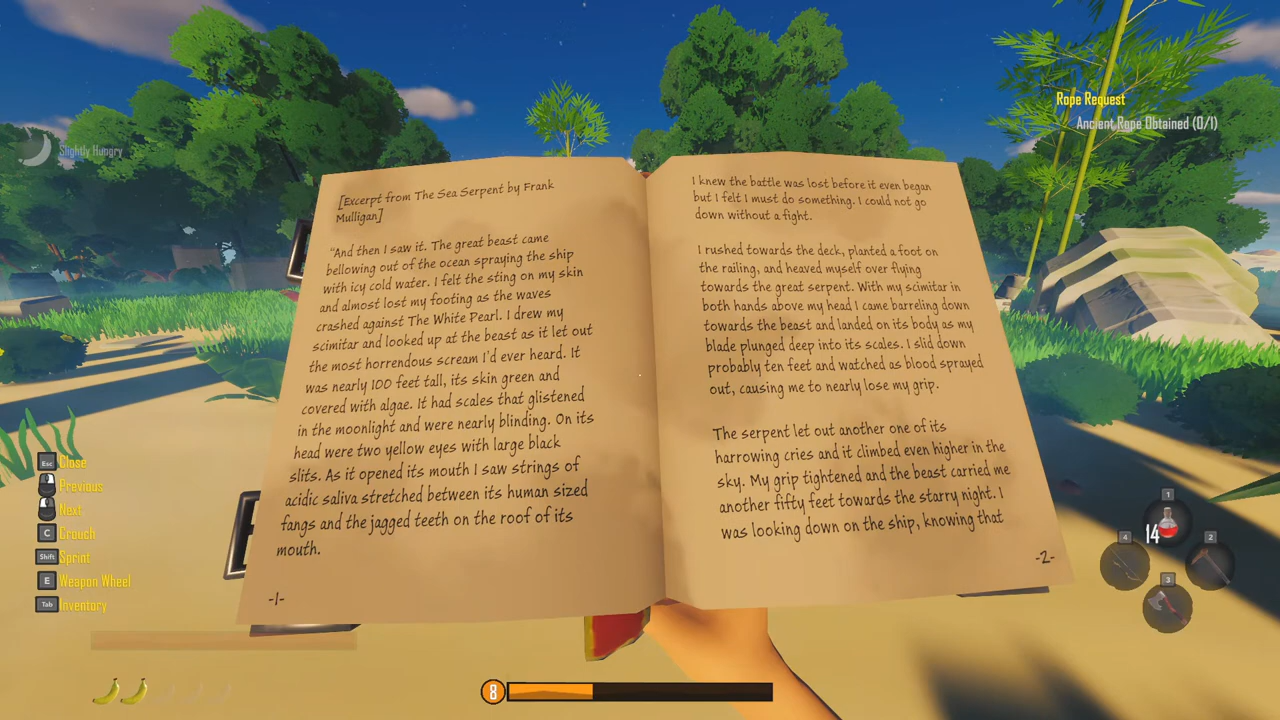 [Excerpt from The Sea Serpent by Frank
Mulligan]
"And then I saw it. The great beast came
bellowing out of the ocean spraying the ship
with icy cold water. I felt the sting on my skin
and almost lost my footing as the waves
crashed against The White Pearl. I drew my
scimitar and looked up at the beast as it let out
the most horrendous scream I'd ever heard. It
was nearly 100 feet tall, its skin green and
covered with algae. It had scales that glistened
in the moonlight and were nearly blinding. On its
head were two yellow eyes with large black
slits. As it opened its mouth I saw strings of
acidic saliva stretched between its human sized
fangs and the jagged teeth on the roof of its
mouth.
-1-
I knew the battle was lost before it even began
but I felt I must do something. I could not go
down without a fight.
I rushed towards the deck, planted a foot on
the railing, and heaved myself over flying
towards the great serpent. With my scimitar in
both hands above my head I came barreling down
towards the beast and landed on its body as my
blade plunged deep into its scales. I slid down
probably ten feet and watched as blood sprayed
out, causing me to nearly lose my grip.
The serpent let out another one of its
harrowing cries and it climbed even higher in the
sky. My grip tightened and the beast carried me
another fifty feet towards the starry night. I
was looking down on the ship, knowing that
-2-
Rope Request
Ancient Rope Obtained (0/1)
Slightly Hungry
Esc Close
Previous
Next
C Crouch
Shift Sprint
E Weapon Wheel
Tab Inventory
1
14
4
2
3
8